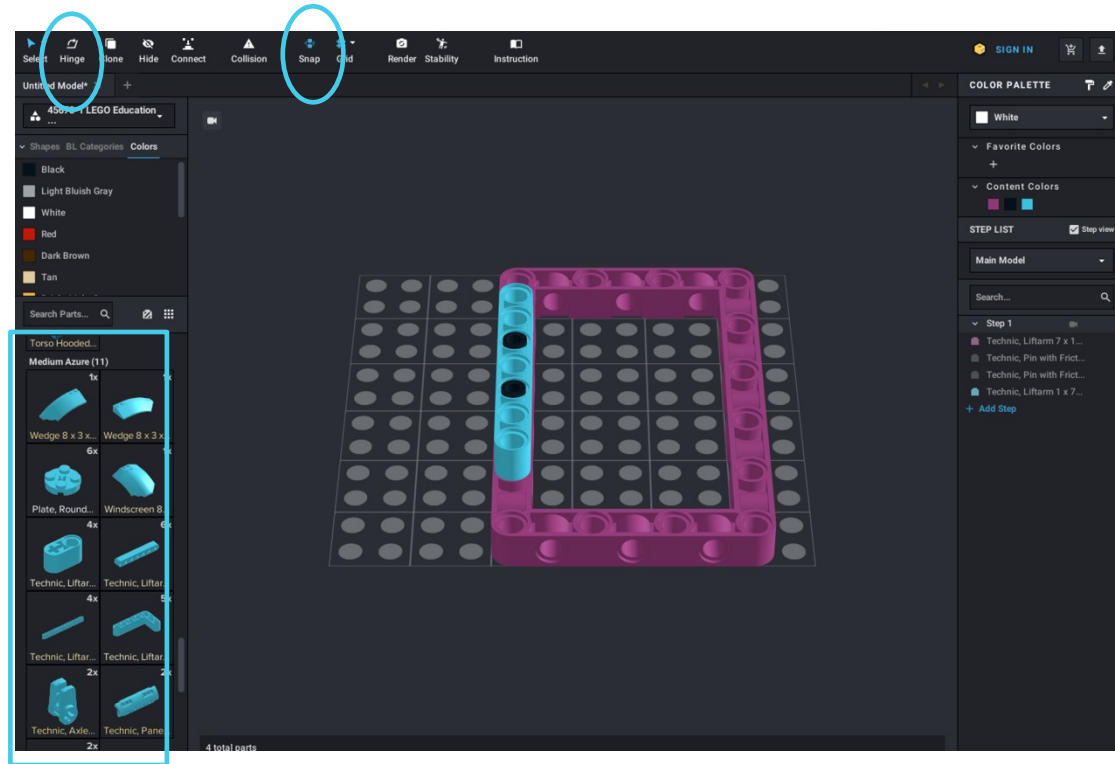 Select Hinge Clone Hide Connect Collision Snap Grid Render Stability Instruction
SIGN IN
Untitled Model*
LEGO Education
...
Shapes BL Categories Colors
Black
Light Bluish Gray
White
Red
Dark Brown
Tan
Search Parts...
Torso Hooded...
Medium Azure (11)
1x
Wedge 8 x 3 x... Wedge 8 x 3 x...
6x
Plate, Round... Windscreen 8...
4x 6x
Technic, Liftar... Technic, Liftar...
4x 5x
Technic, Liftar... Technic, Liftar...
2x 2x
Technic, Axle... Technic, Pane...
2x
4 total parts
COLOR PALETTE
White
Favorite Colors
+
Content Colors
STEP LIST Step view
Main Model
Search...
Step 1
Technic, Liftarm 7 x 1...
Technic, Pin with Frict...
Technic, Pin with Frict...
Technic, Liftarm 1 x 7...
+ Add Step